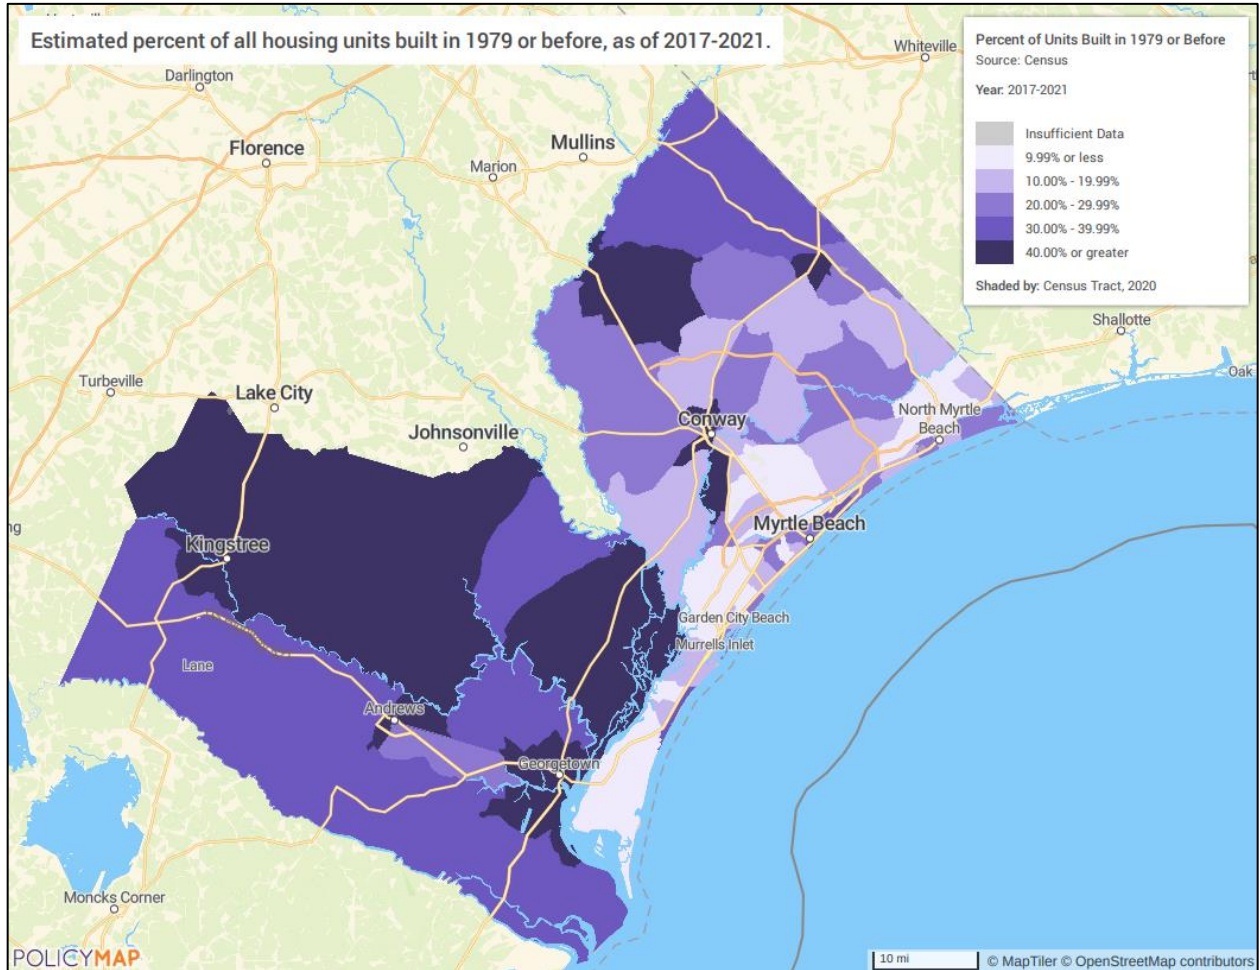 Estimated percent of all housing units built in 1979 or before, as of 2017-2021.
Percent of Units Built in 1979 or Before
Source: Census
Year: 2017-2021
Insufficient Data
9.99% or less
10.00% - 19.99%
20.00% - 29.99%
30.00% - 39.99%
40.00% or greater
Shaded by: Census Tract, 2020
Whiteville
Darlington
Florence
Mullins
Marion
Shallotte
Oak
Turbeville
Lake City
Johnsonville
Conway
North Myrtle
Beach
Myrtle Beach
ng
Kingstree
Garden City Beach
Murrells Inlet
Lane
Andrews
Georgetown
Moncks Corner
POLICYMAP
10 mi
© MapTiler © OpenStreetMap contributors